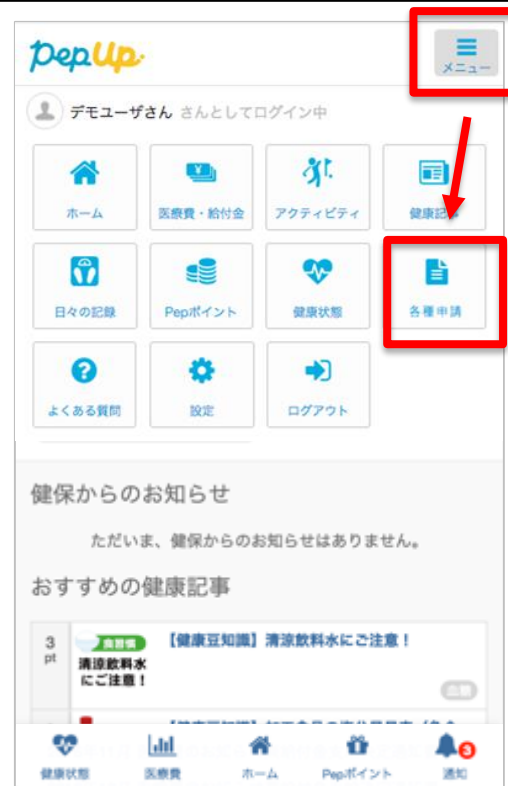 PepUp
メニュー
デモユーザさん さんとしてログイン中
ホーム
医療費・給付金
アクティビティ
健康記事
日々の記録
Pepポイント
健康状態
各種申請
よくある質問
設定
ログアウト
健保からのお知らせ
ただいま、健保からのお知らせはありません。
おすすめの健康記事
3
pt
食習慣
清涼飲料水
にご注意！
【健康豆知識】清涼飲料水にご注意！
健康状態
医療費
ホーム
Pepポイント
通知
3